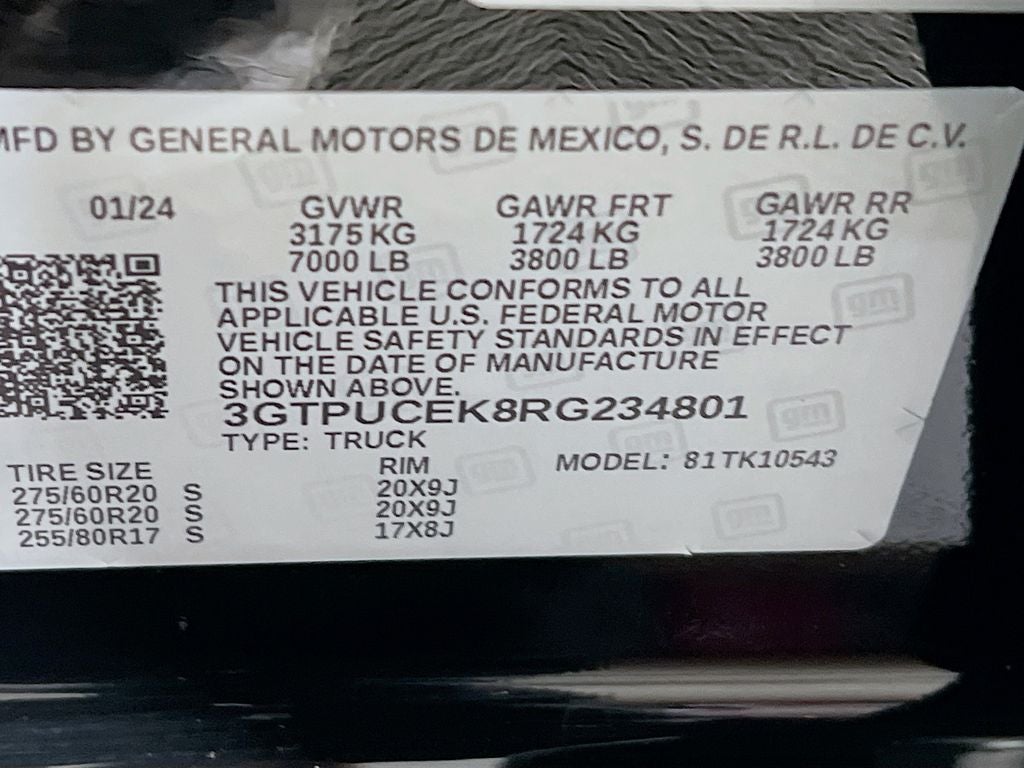 MFD BY GENERAL MOTORS DE MEXICO, S. DE R.L. DE C.V.
01/24 GVWR GAWR FRT GAWR RR
3175 KG 1724 KG 1724 KG
7000 LB 3800 LB 3800 LB
THIS VEHICLE CONFORMS TO ALL
APPLICABLE U.S. FEDERAL MOTOR
VEHICLE SAFETY STANDARDS IN EFFECT
ON THE DATE OF MANUFACTURE
SHOWN ABOVE.
3GTPUCEK8RG234801
TYPE: TRUCK
TIRE SIZE RIM MODEL: 81TK10543
275/60R20 S 20X9J
275/60R20 S 20X9J
255/80R17 S 17X8J